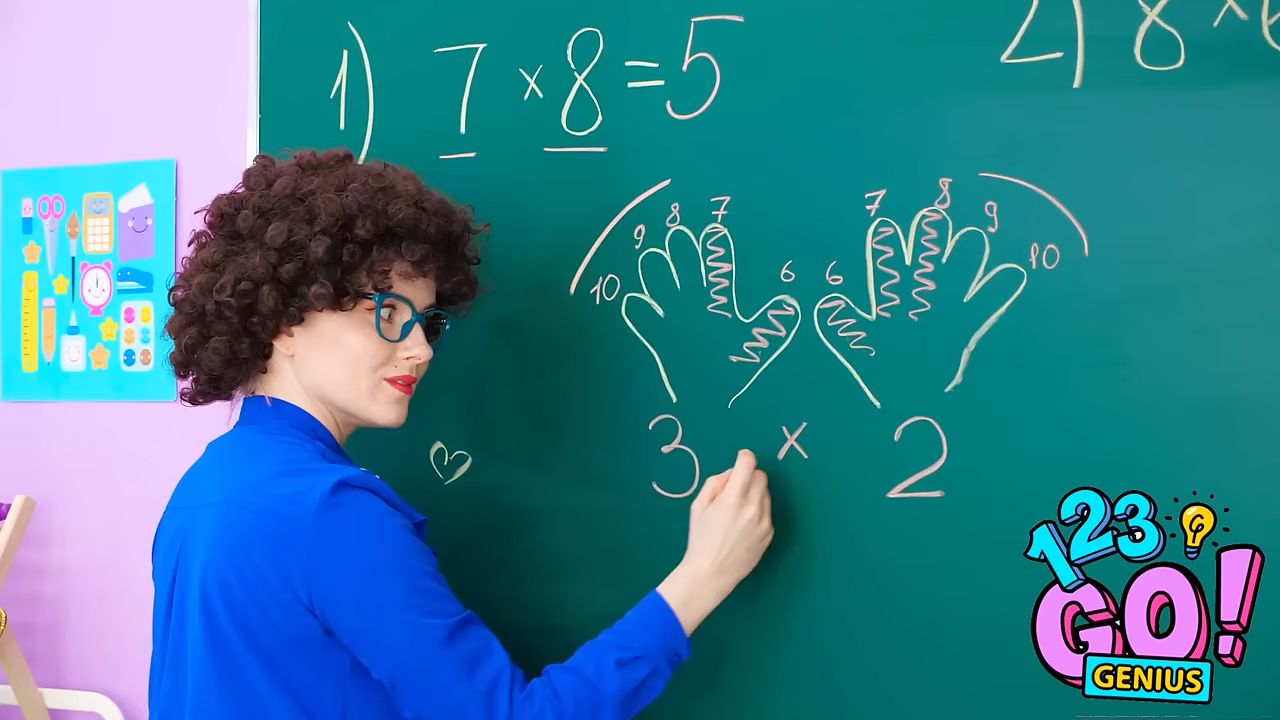 1) 7 × 8 = 5
2) 8 ×
10 9 8 7 6 6 7 8 9 10
3 × 2
123
GO!
GENIUS